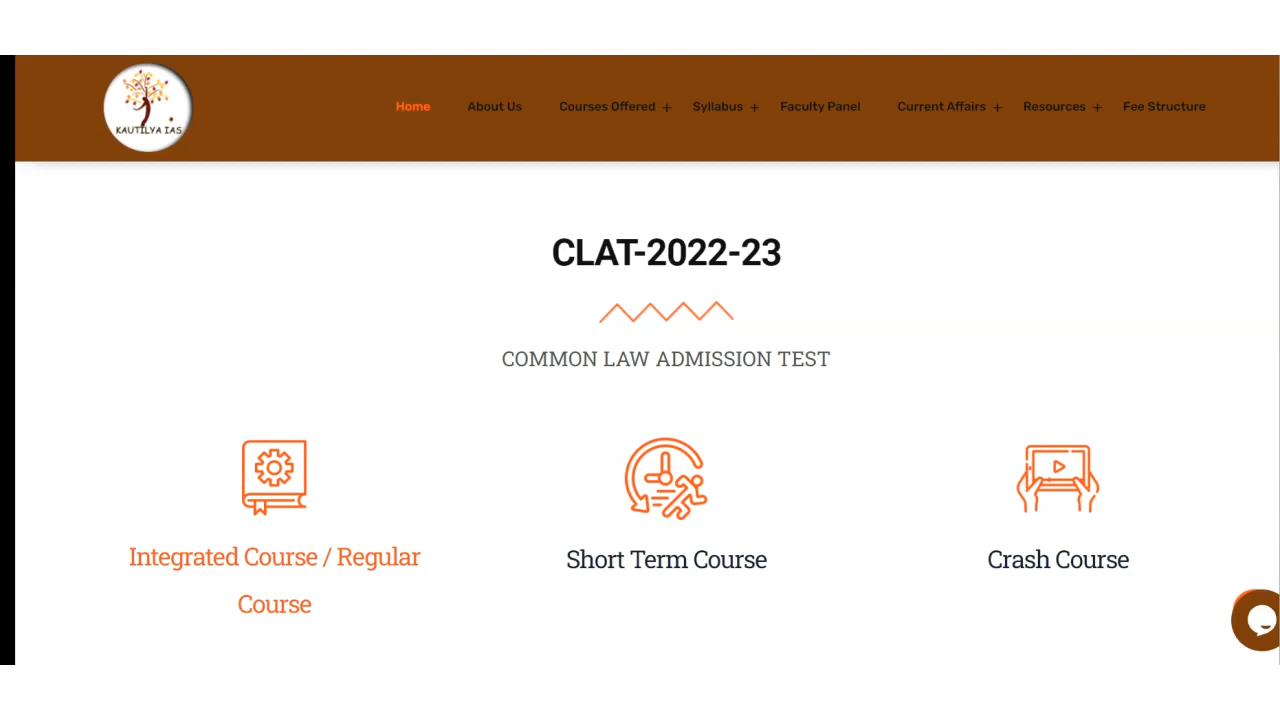 KAUTILYA IAS
Home About Us Courses Offered + Syllabus + Faculty Panel Current Affairs + Resources + Fee Structure
CLAT-2022-23
COMMON LAW ADMISSION TEST
Integrated Course / Regular
Course
Short Term Course
Crash Course